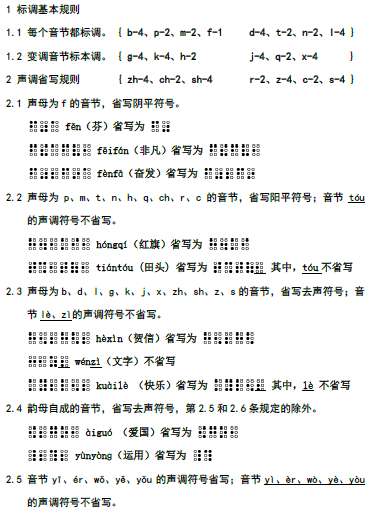 1 标调基本规则
1.1 每个音节都标调。 { b-4、p-2、m-2、f-1 d-4、t-2、n-2、l-4 }
1.2 变调音节标本调。 { g-4、k-4、h-2 j-4、q-2、x-4 }
2 声调省写规则 { zh-4、ch-2、sh-4 r-2、z-4、c-2、s-4 }
2.1 声母为 f 的音节，省写阴平符号。
fēn（芬）省写为
fēifán（非凡）省写为
fènfā（奋发）省写为
2.2 声母为 p、m、t、n、h、q、ch、r、c 的音节，省写阳平符号；音节 tóu
的声调符号不省写。
hóngqí（红旗）省写为
tiántóu（田头）省写为 其中，tóu 不省写
2.3 声母为 b、d、l、g、k、j、x、zh、sh、z、s 的音节，省写去声符号；音
节 lè、zì 的声调符号不省写。
hèxìn（贺信）省写为
wénzì（文字）不省写
kuàilè （快乐）省写为 其中，lè 不省写
2.4 韵母自成的音节，省写去声符号，第 2.5 和 2.6 条规定的除外。
àiguó （爱国）省写为
yùnyòng（运用）省写为
2.5 音节 yǐ、ér、wǒ、yě、yǒu 的声调符号省写；音节 yì、èr、wò、yè、yòu
的声调符号不省写。